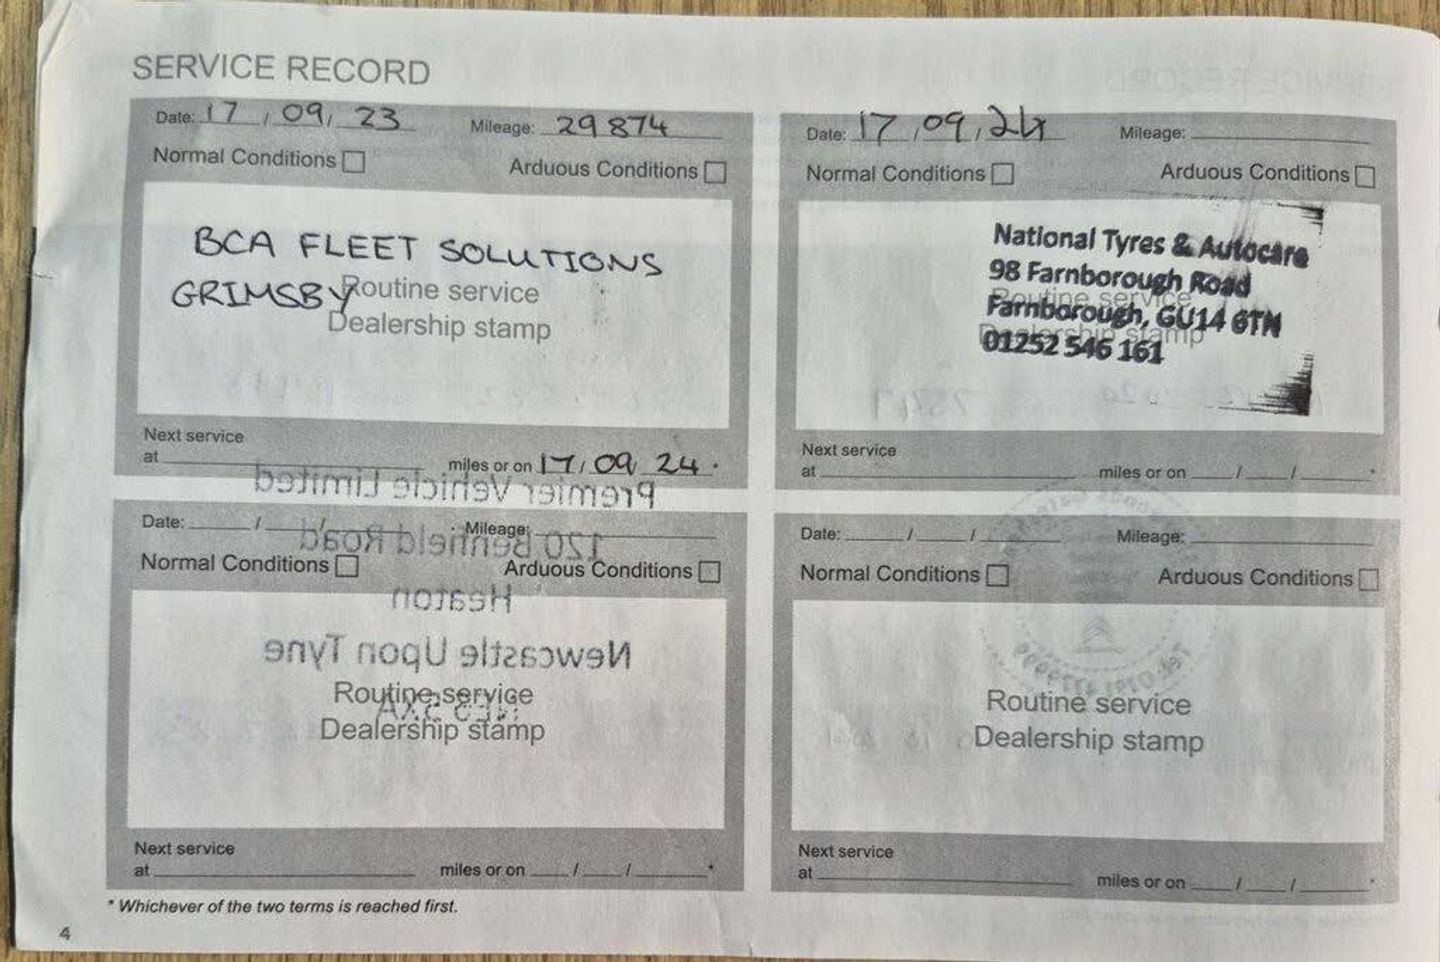 SERVICE RECORD
Date: 17 / 09 / 23 Mileage: 29874
Normal Conditions Arduous Conditions
BCA FLEET SOLUTIONS
GRIMSBY
Routine service
Dealership stamp
Next service
at miles or on 17 / 09 24 *
Date: 17 / 09 / 24 Mileage:
Normal Conditions Arduous Conditions
National Tyres & Autocare
98 Farnborough Road
Farnborough, GU14 6TN
01252 546 161
Routine service
Dealership stamp
Next service
at miles or on / / *
Date: / / Mileage:
Normal Conditions Arduous Conditions
Premier Vehicle Limited
120 Benfield Road
Heaton
Newcastle Upon Tyne
Routine service
Dealership stamp
Next service
at miles or on / / *
Date: / / Mileage:
Normal Conditions Arduous Conditions
Routine service
Dealership stamp
Next service
at miles or on / / *
* Whichever of the two terms is reached first.
4